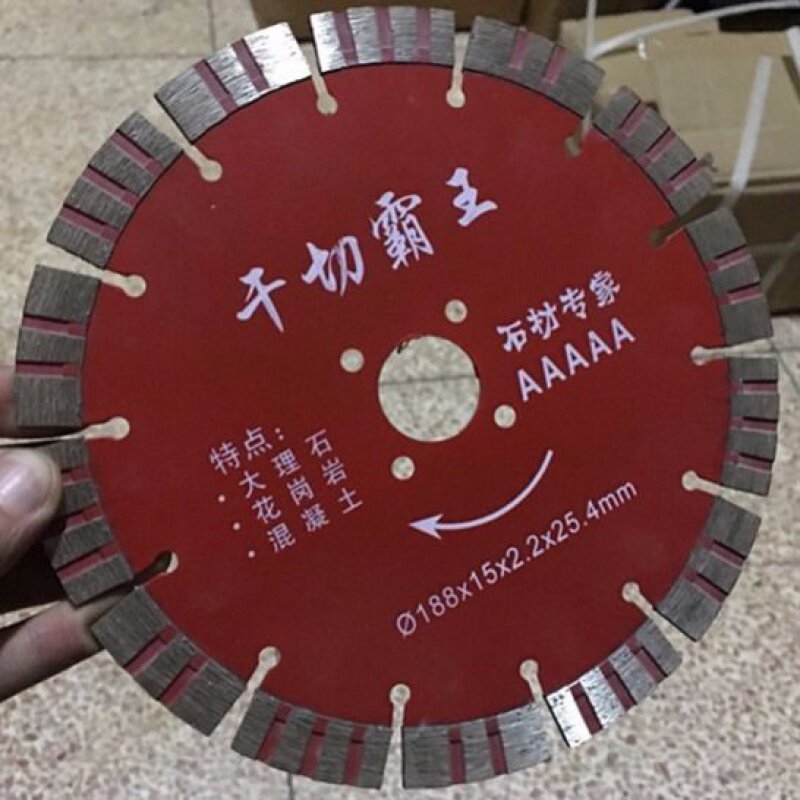 干切霸王
石材专家
AAAAA
特点：
·大理石
·花岗岩
·混凝土
Ø188x15x2.2x25.4mm